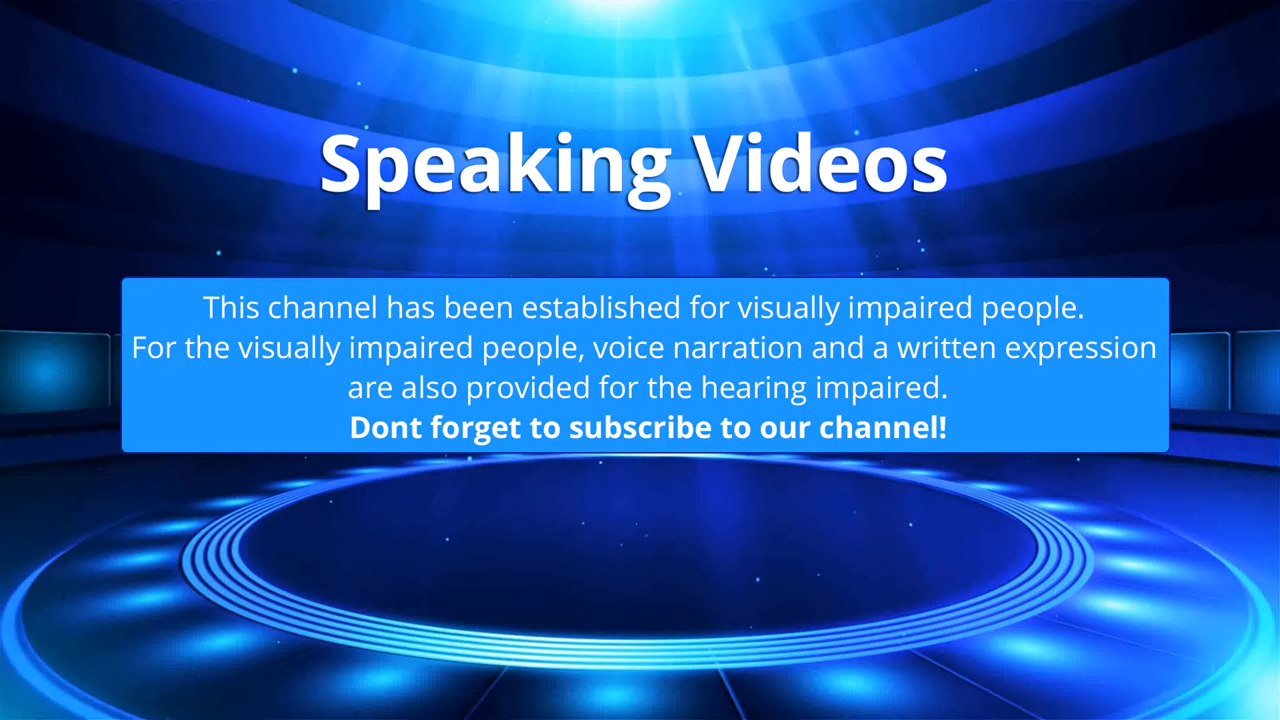 Speaking Videos
This channel has been established for visually impaired people.
For the visually impaired people, voice narration and a written expression
are also provided for the hearing impaired.
Dont forget to subscribe to our channel!